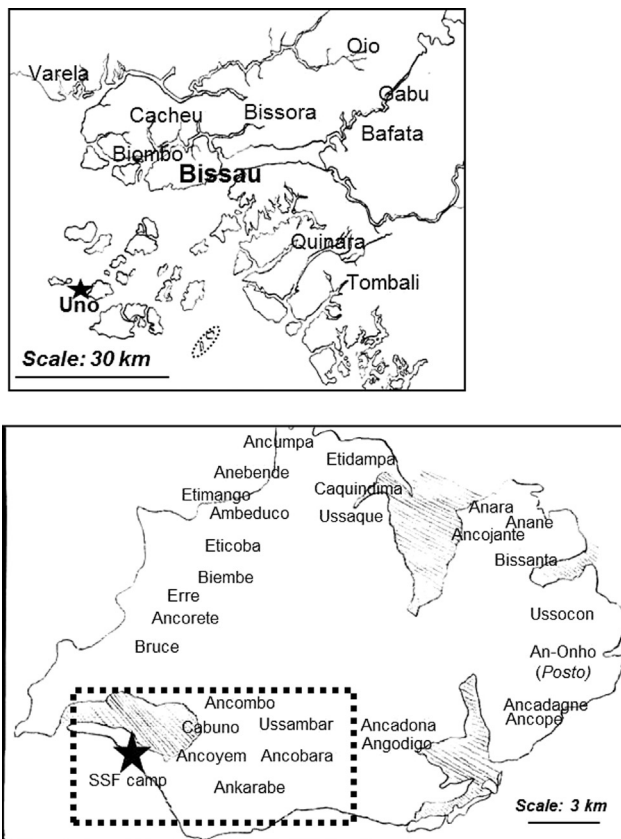 Oio
Varela
Gabu
Cacheu
Bissora
Bafata
Biombo
Bissau
Quinara
Tombali
Uno
Scale: 30 km
Ancumpa
Etidampa
Anebende
Caquindima
Etimango
Anara
Ambeduco
Ussaque
Anane
Ancojante
Eticoba
Bissanta
Biembe
Erre
Ussocon
Ancorete
Bruce
An-Onho
(Posto)
Ancombo
Ancadagne
Cabuno
Ussambar
Ancadona
Ancope
Angodigo
Ancoyem
Ancobara
SSF camp
Ankarabe
Scale: 3 km